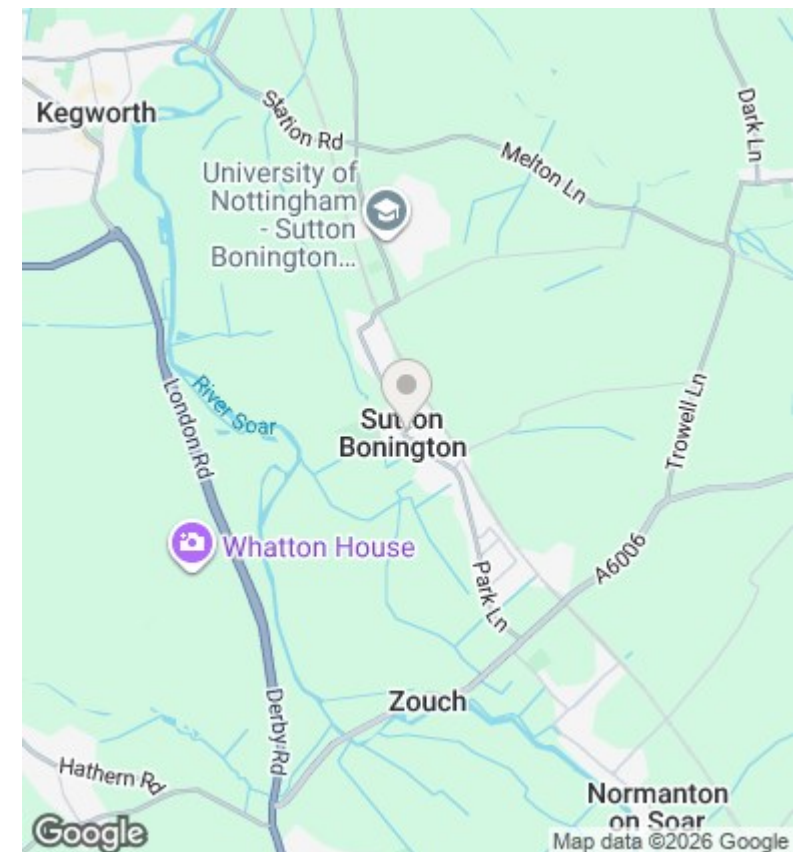 Kegworth
Station Rd
Melton Ln
Dark Ln
University of
Nottingham
- Sutton
Bonington...
River Soar
London Rd
Sutton
Bonington
Trowell Ln
Whatton House
A6006
Park Ln
Zouch
Derby Rd
Hathern Rd
Normanton
on Soar
Google
Map data ©2026 Google